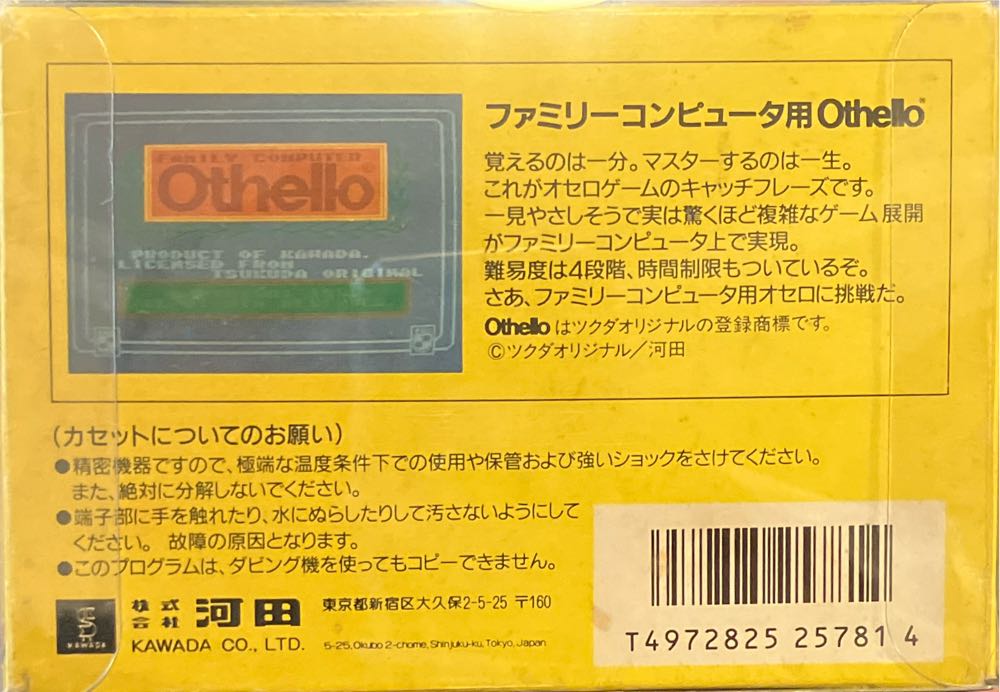 ファミリーコンピュータ用Othello
覚えるのは一分。マスターするのは一生。
これがオセロゲームのキャッチフレーズです。
一見やさしそうで実は驚くほど複雑なゲーム展開
がファミリーコンピュータ上で実現。
難易度は4段階、時間制限もついているぞ。
さあ、ファミリーコンピュータ用オセロに挑戦だ。
Othelloはツクダオリジナルの登録商標です。
©ツクダオリジナル/河田
FAMILY COMPUTER
Othello
PRODUCT OF KAWADA.
LICENSED FROM
TSUKUDA ORIGINAL
(カセットについてのお願い)
●精密機器ですので、極端な温度条件下での使用や保管および強いショックをさけてください。
また、絶対に分解しないでください。
●端子部に手を触れたり、水にぬらしたりして汚さないようにして
ください。 故障の原因となります。
●このプログラムは、ダビング機を使ってもコピーできません。
KAWADA
株式会社 河田 東京都新宿区大久保2-5-25 〒160
KAWADA CO., LTD. 5-25, Okubo 2-chome, Shinjuku-ku, Tokyo, Japan
T4972825 25781 4